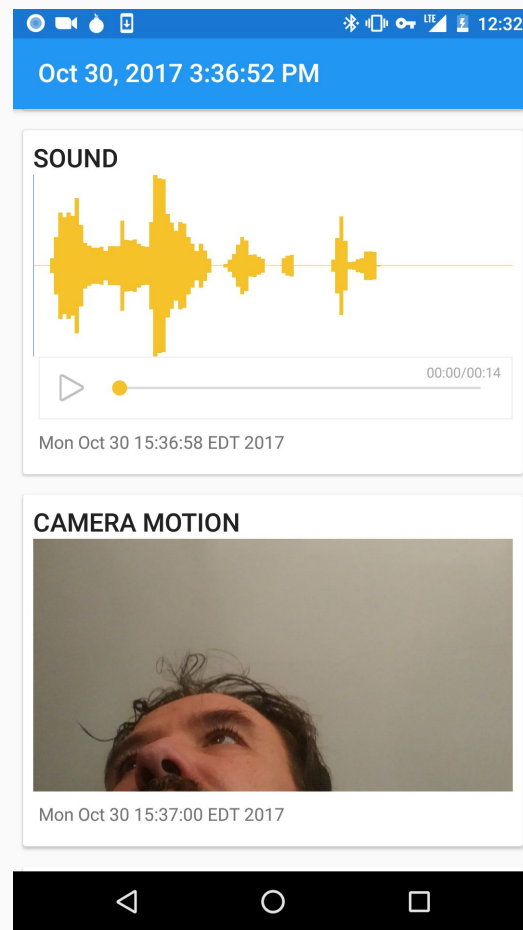 LTE 12:32
Oct 30, 2017 3:36:52 PM
SOUND
00:00/00:14
Mon Oct 30 15:36:58 EDT 2017
CAMERA MOTION
Mon Oct 30 15:37:00 EDT 2017